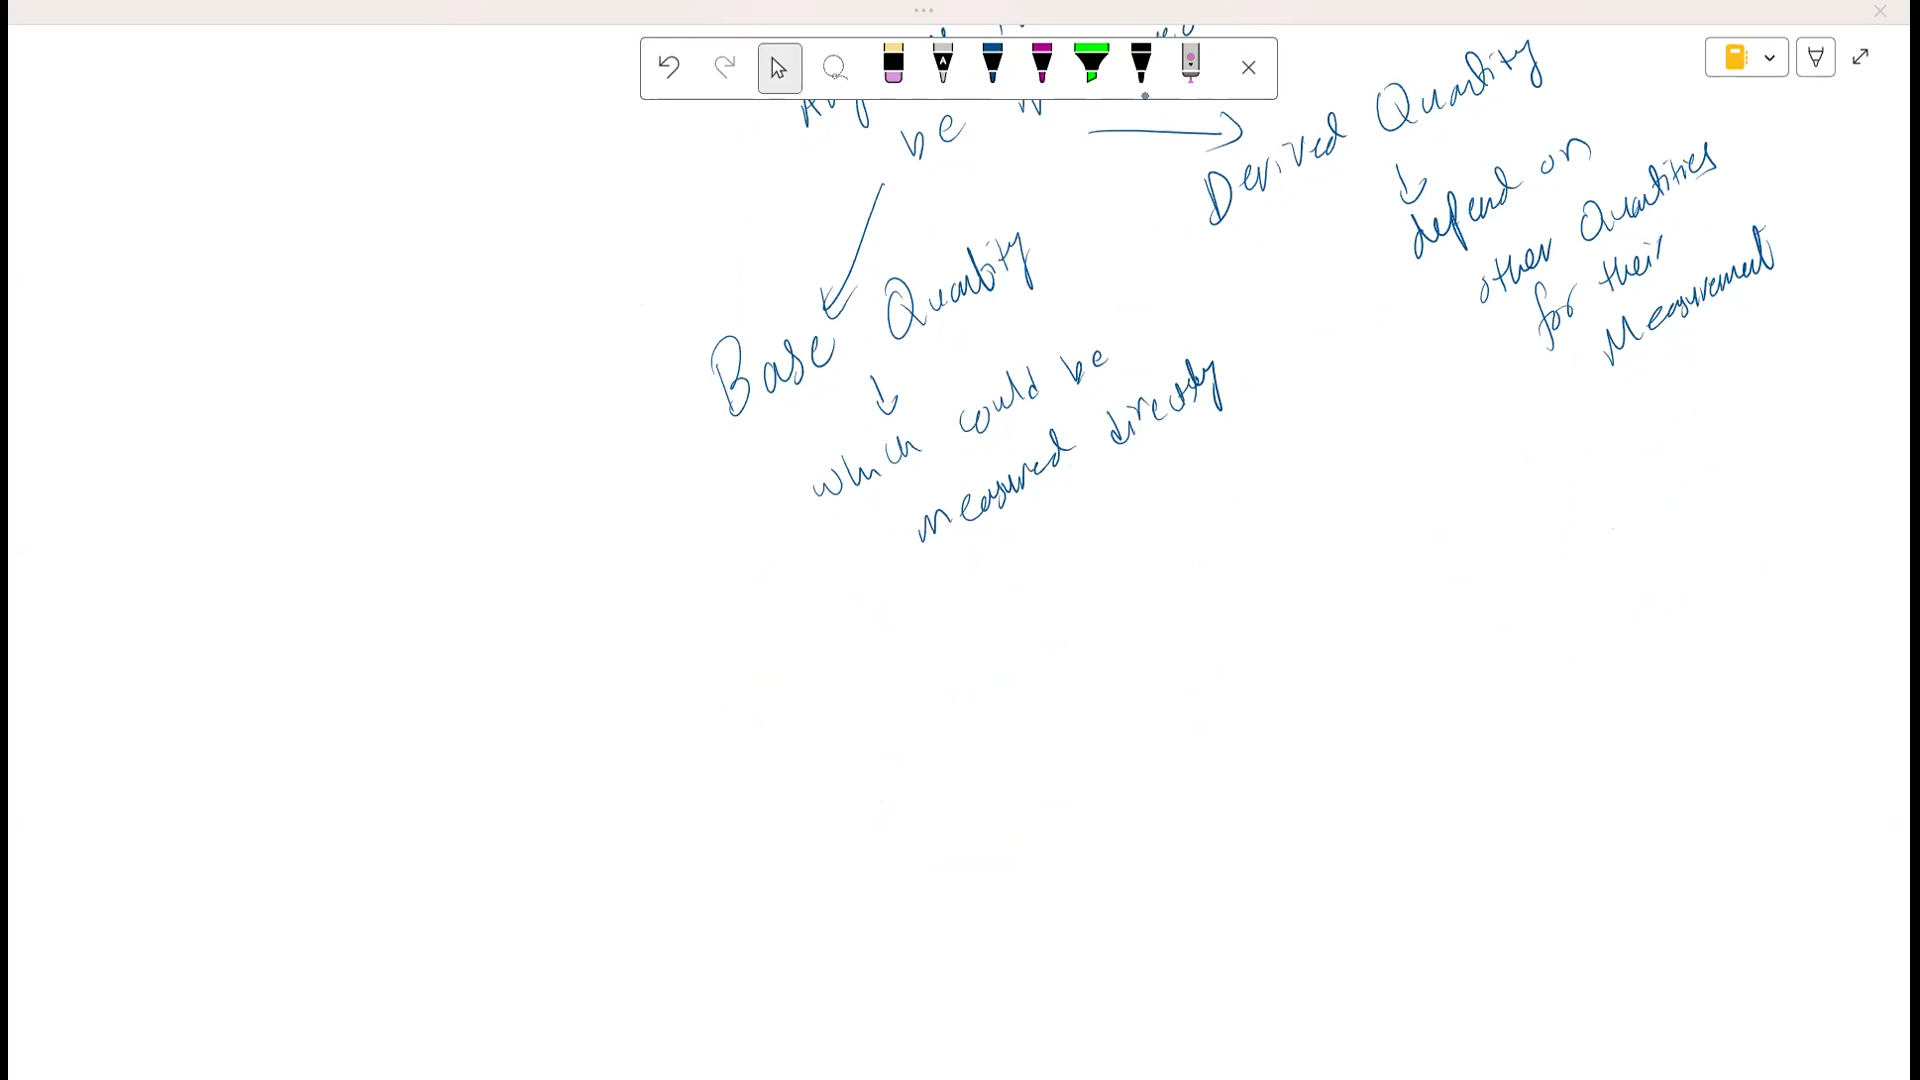 be
Derived Quantity
depend on
other Quantities
for their
Measurement
Base Quantity
which could be
measured directly